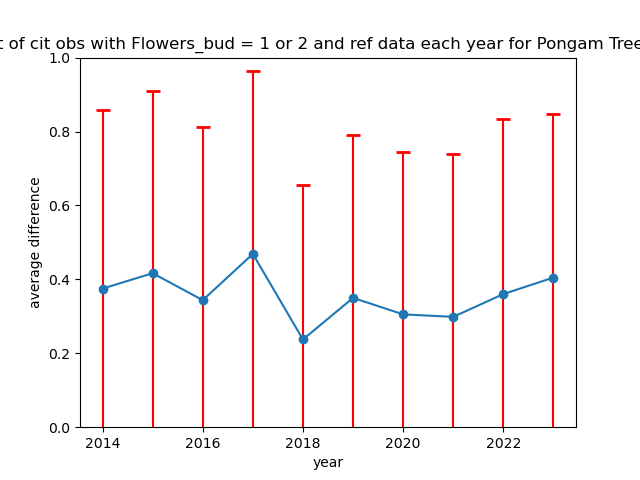 of cit obs with Flowers_bud = 1 or 2 and ref data each year for Pongam Tree
1.0
0.8
0.6
0.4
0.2
0.0
average difference
2014 2016 2018 2020 2022
year